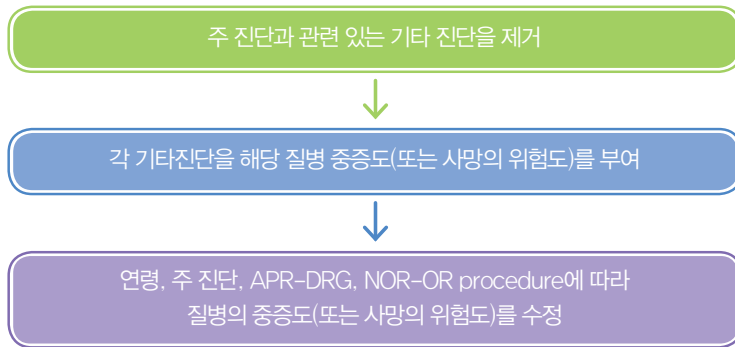 주 진단과 관련 있는 기타 진단을 제거
각 기타진단을 해당 질병 중증도(또는 사망의 위험도)를 부여
연령, 주 진단, APR-DRG, NOR-OR procedure에 따라
질병의 중증도(또는 사망의 위험도)를 수정